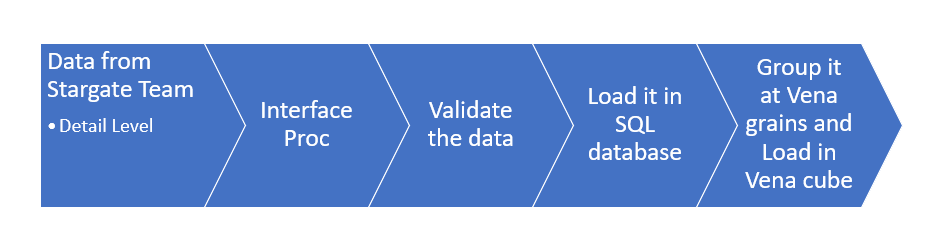 Data from
Stargate Team
• Detail Level
Interface
Proc
Validate
the data
Load it in
SQL
database
Group it
at Vena
grains and
Load in
Vena cube